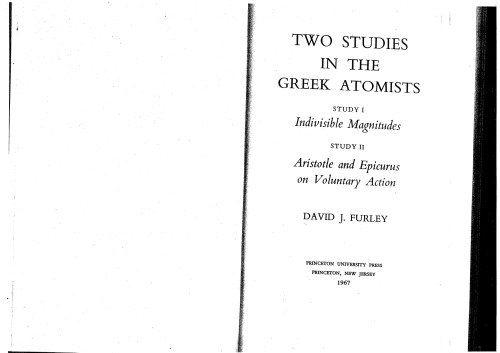 TWO STUDIES
IN THE
GREEK ATOMISTS
STUDY I
Indivisible Magnitudes
STUDY II
Aristotle and Epicurus
on Voluntary Action
DAVID J. FURLEY
PRINCETON UNIVERSITY PRESS
PRINCETON, NEW JERSEY
1967